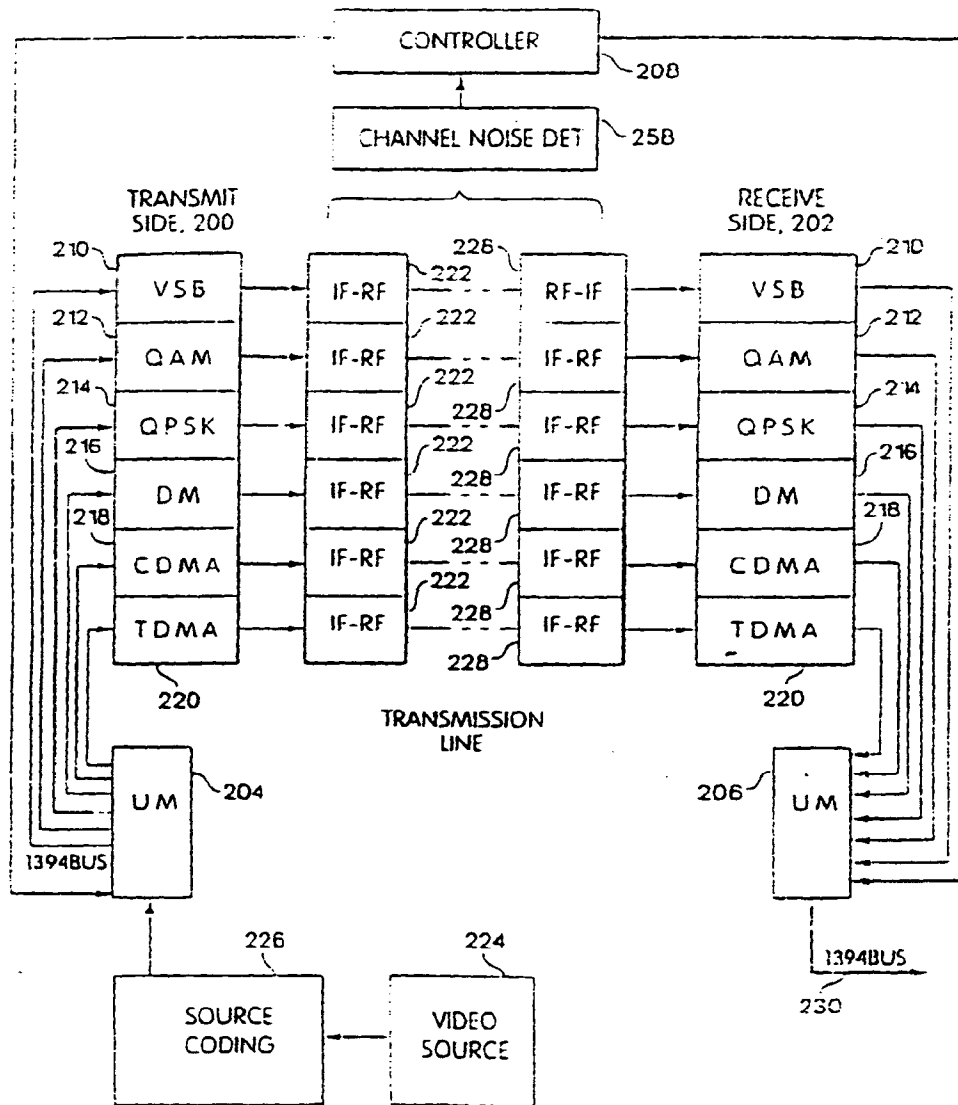 CONTROLLER
208
CHANNEL NOISE DET
258
TRANSMIT
SIDE, 200
RECEIVE
SIDE, 202
210
222
228
210
VSB
IF-RF
RF-IF
VSB
212
222
212
QAM
IF-RF
IF-RF
QAM
214
222
228
214
QPSK
IF-RF
IF-RF
QPSK
216
222
228
216
DM
IF-RF
IF-RF
DM
218
222
228
218
CDMA
IF-RF
IF-RF
CDMA
222
228
TDMA
IF-RF
IF-RF
TDMA
228
220
220
TRANSMISSION
LINE
UM
204
206
UM
1394BUS
226
224
1394BUS
230
SOURCE
CODING
VIDEO
SOURCE